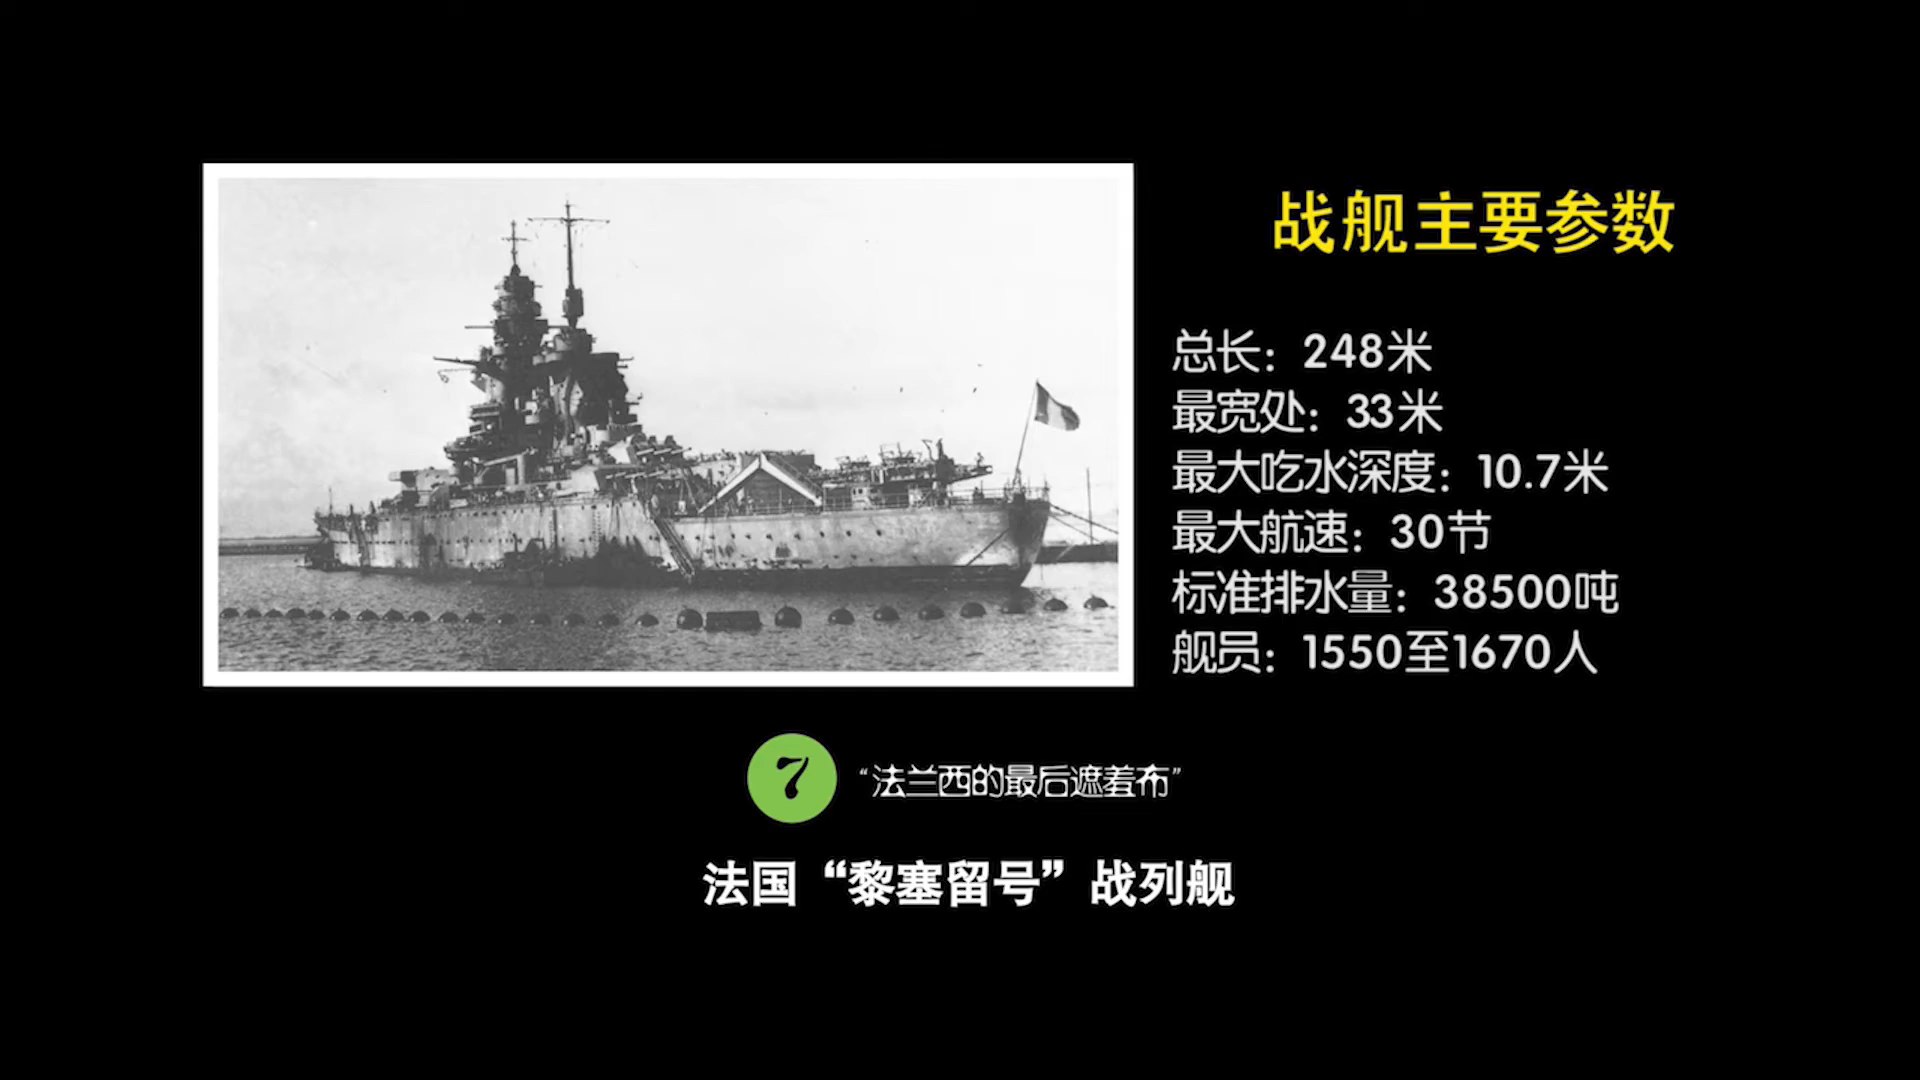 战舰主要参数
总长：248米
最宽处：33米
最大吃水深度：10.7米
最大航速：30节
标准排水量：38500吨
舰员：1550至1670人
7
“法兰西的最后遮羞布”
法国“黎塞留号”战列舰